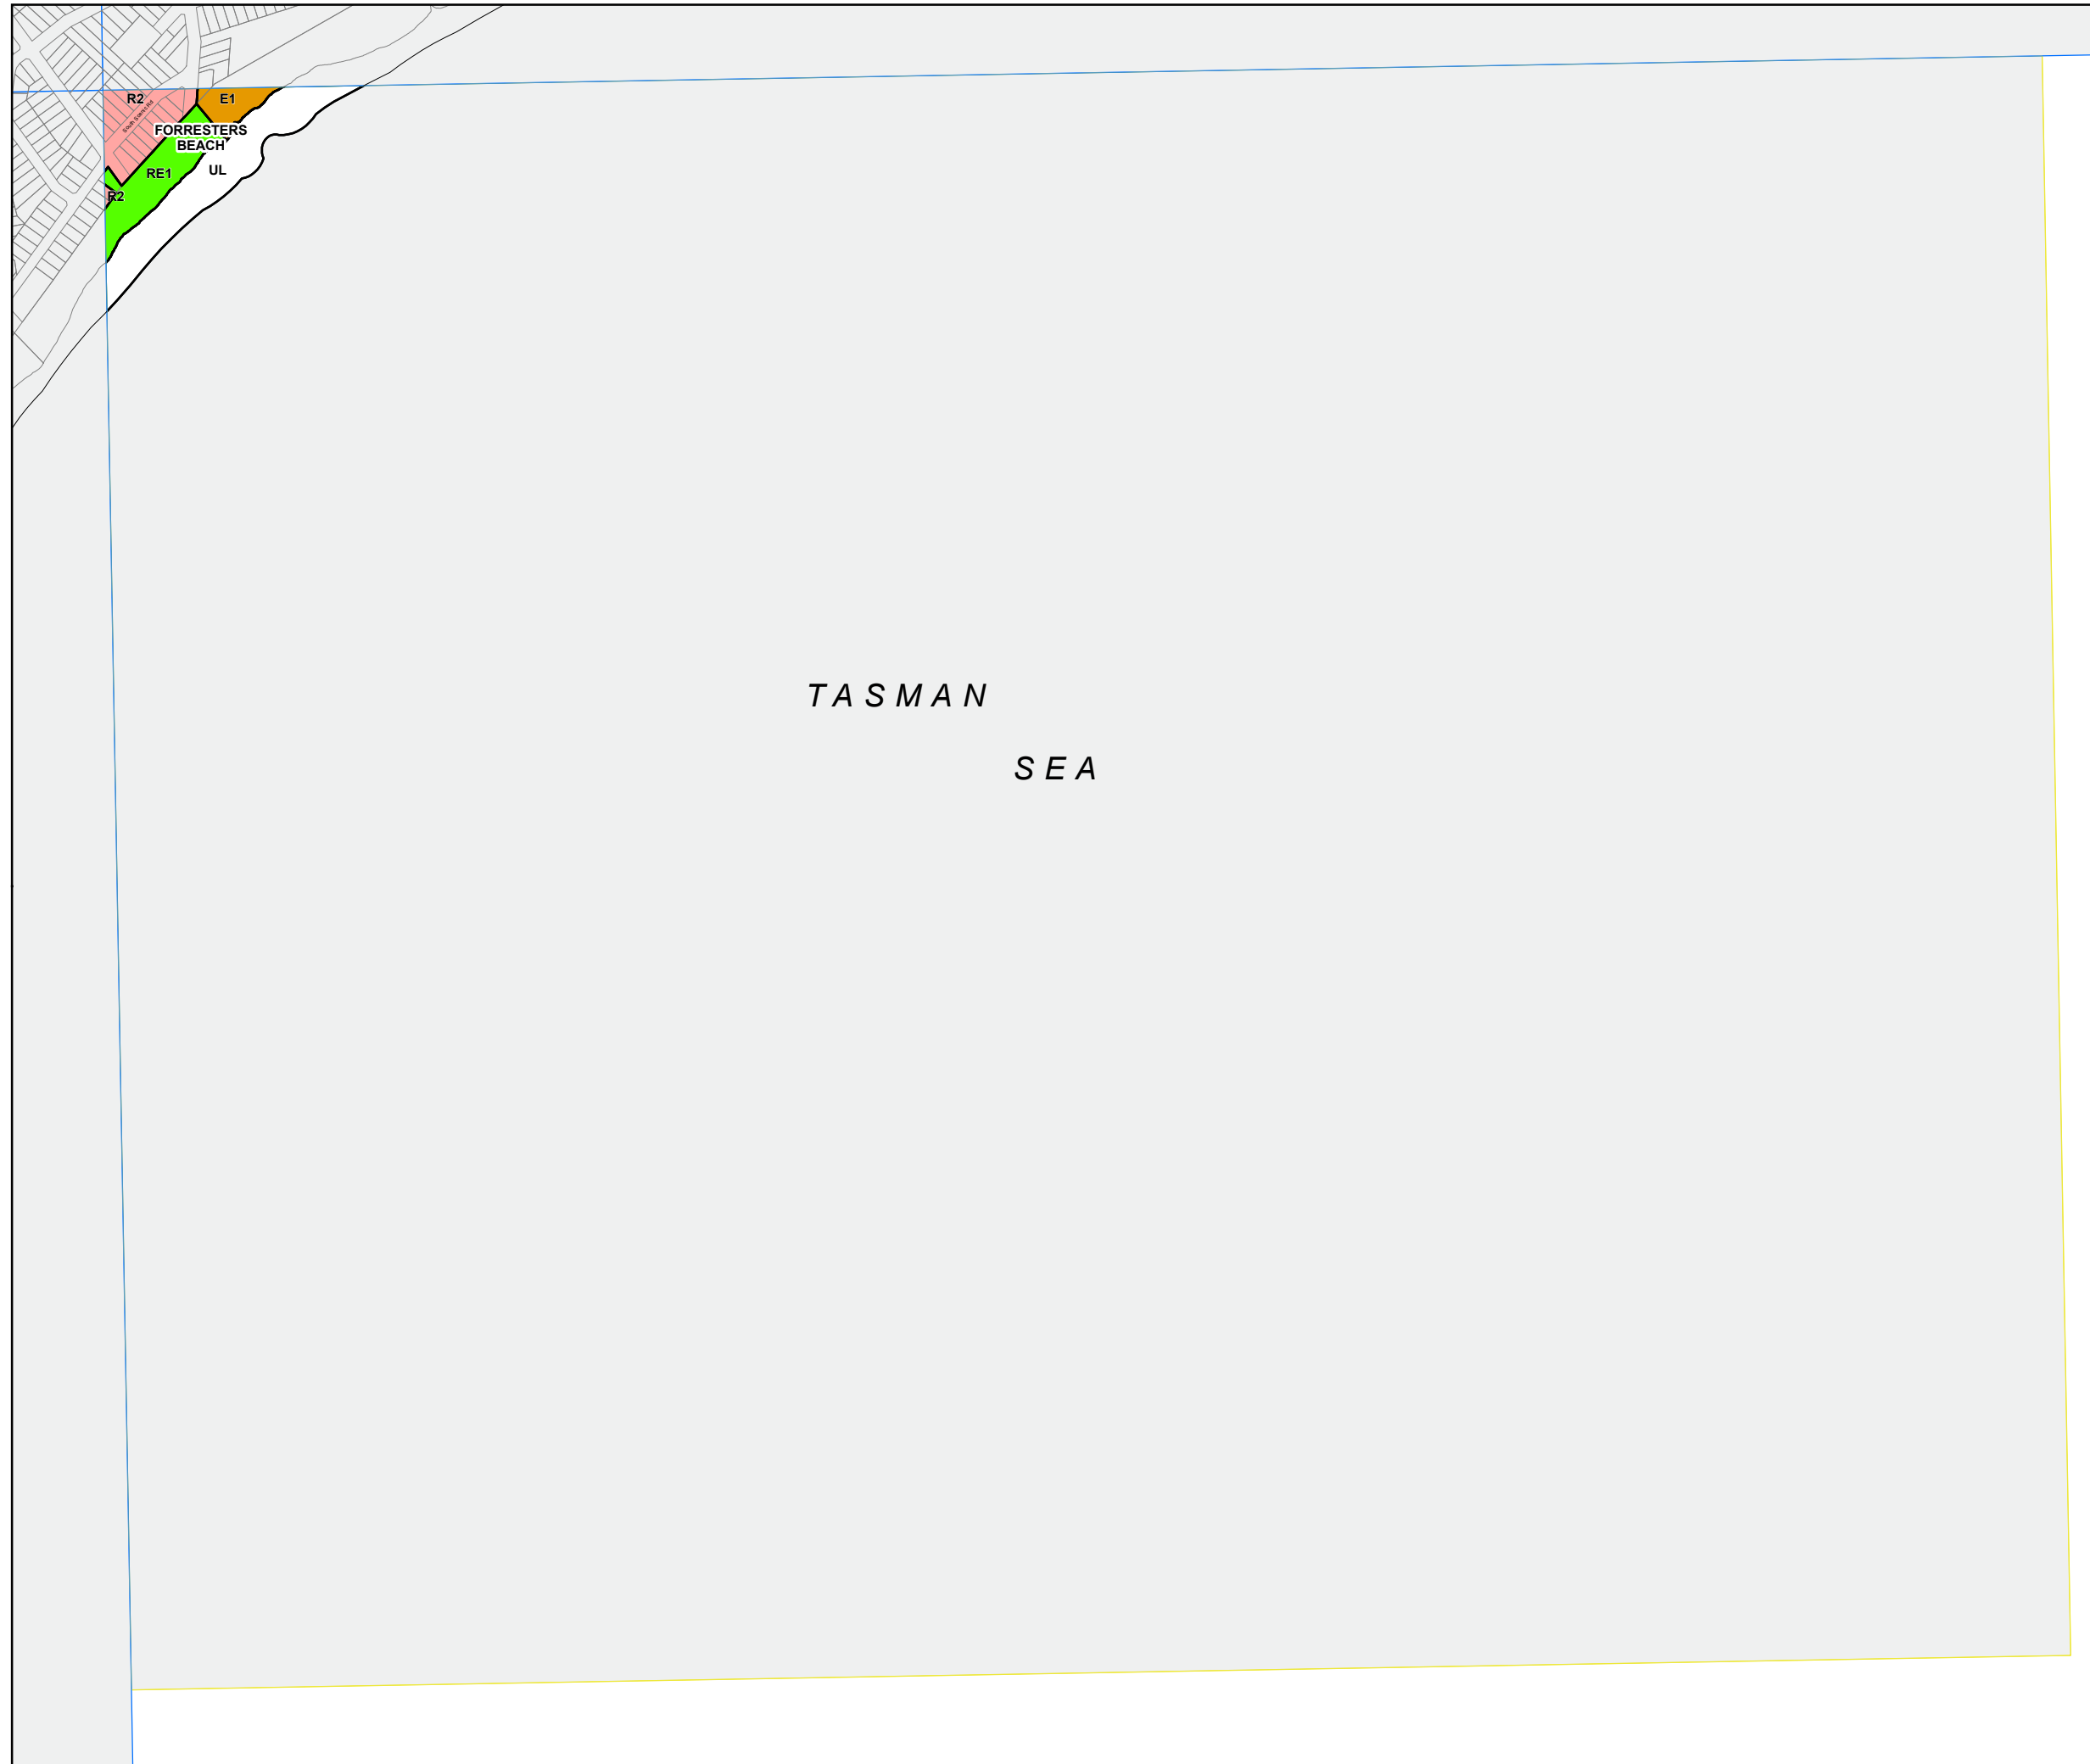 R2
E1
FORRESTERS
BEACH
UL
RE1
R2
TASMAN
SEA